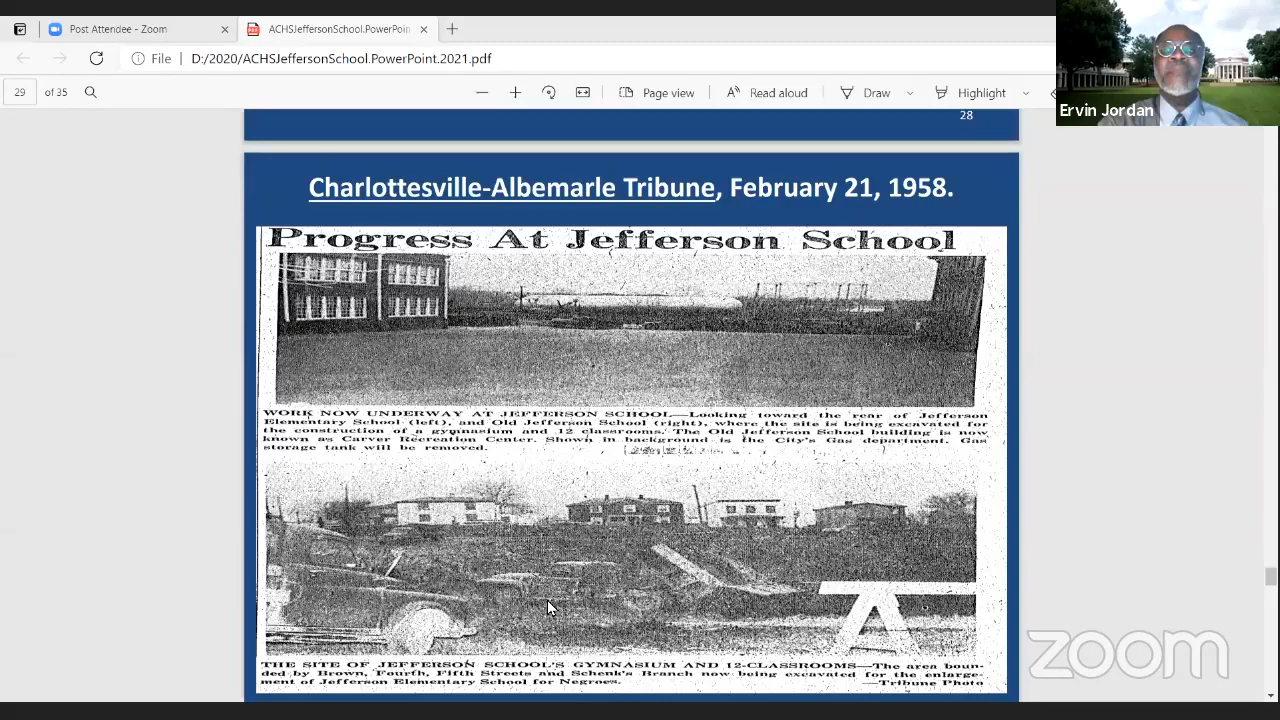 Post Attendee - Zoom
ACHSJeffersonSchool.PowerPoin
File
D:/2020/ACHSJeffersonSchool.PowerPoint.2021.pdf
29 of 35
Page view
Read aloud
Draw
Highlight
Ervin Jordan
28
Charlottesville-Albemarle Tribune, February 21, 1958.
Progress At Jefferson School
WORK NOW UNDERWAY AT JEFFERSON SCHOOL—Looking toward the rear of Jefferson
Elementary School (left), and Old Jefferson School (right), where the site is being excavated for
the construction of a gymnasium and 12 classrooms. The Old Jefferson School building is now
known as Carver Recreation Center. Shown in background is the City's Gas department. Gas
storage tank will be removed.
THE SITE OF JEFFERSON SCHOOL'S GYMNASIUM AND 12-CLASSROOMS—The area boun-
ded by Brown, Fourth, Fifth Streets and Schenk's Branch now being excavated for the enlarge-
ment of Jefferson Elementary School for Negroes.
—Tribune Photo
zoom